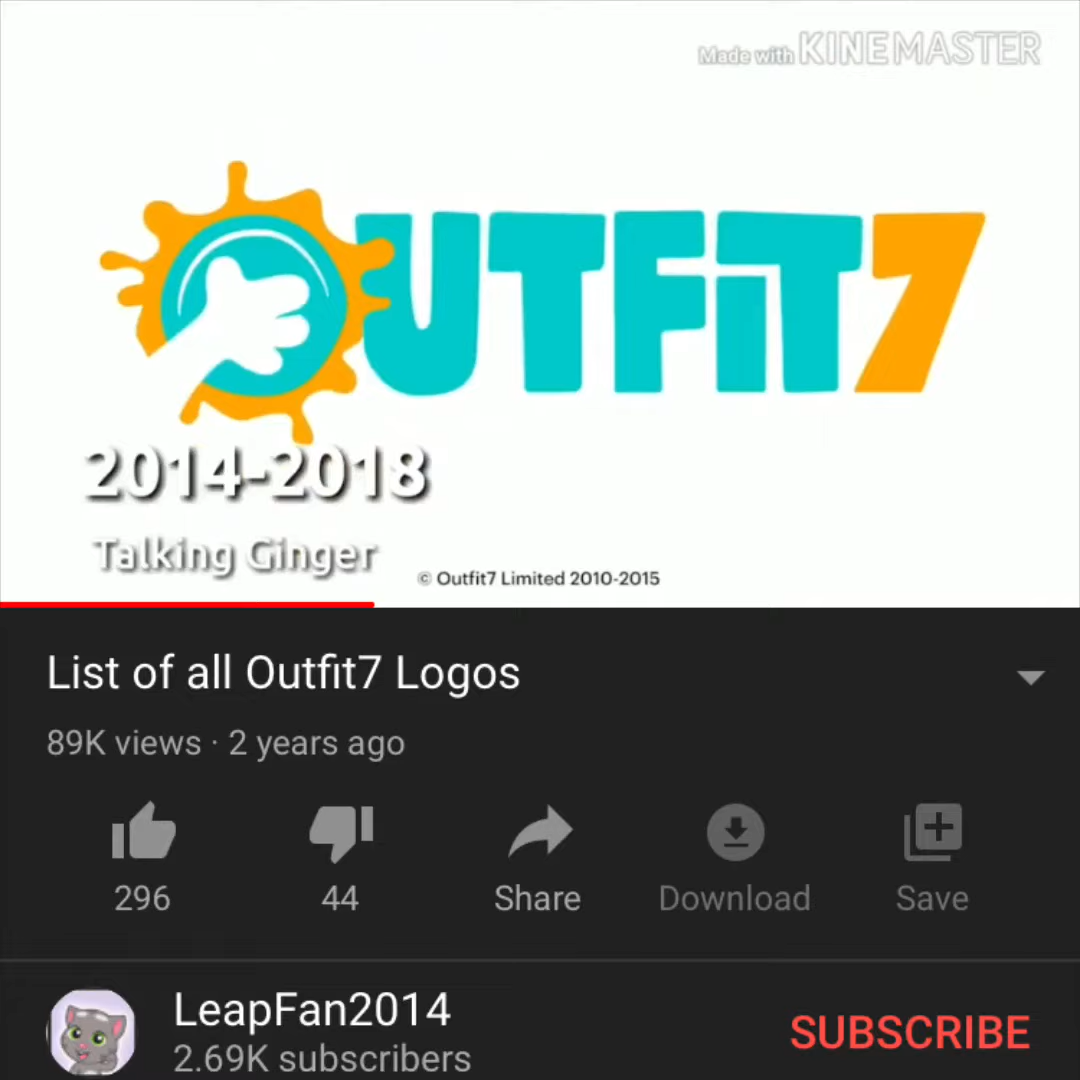 Made with KINEMASTER
OUTFIT7
2014-2018
Talking Ginger
© Outfit7 Limited 2010-2015
List of all Outfit7 Logos
89K views · 2 years ago
296
44
Share
Download
Save
LeapFan2014
2.69K subscribers
SUBSCRIBE